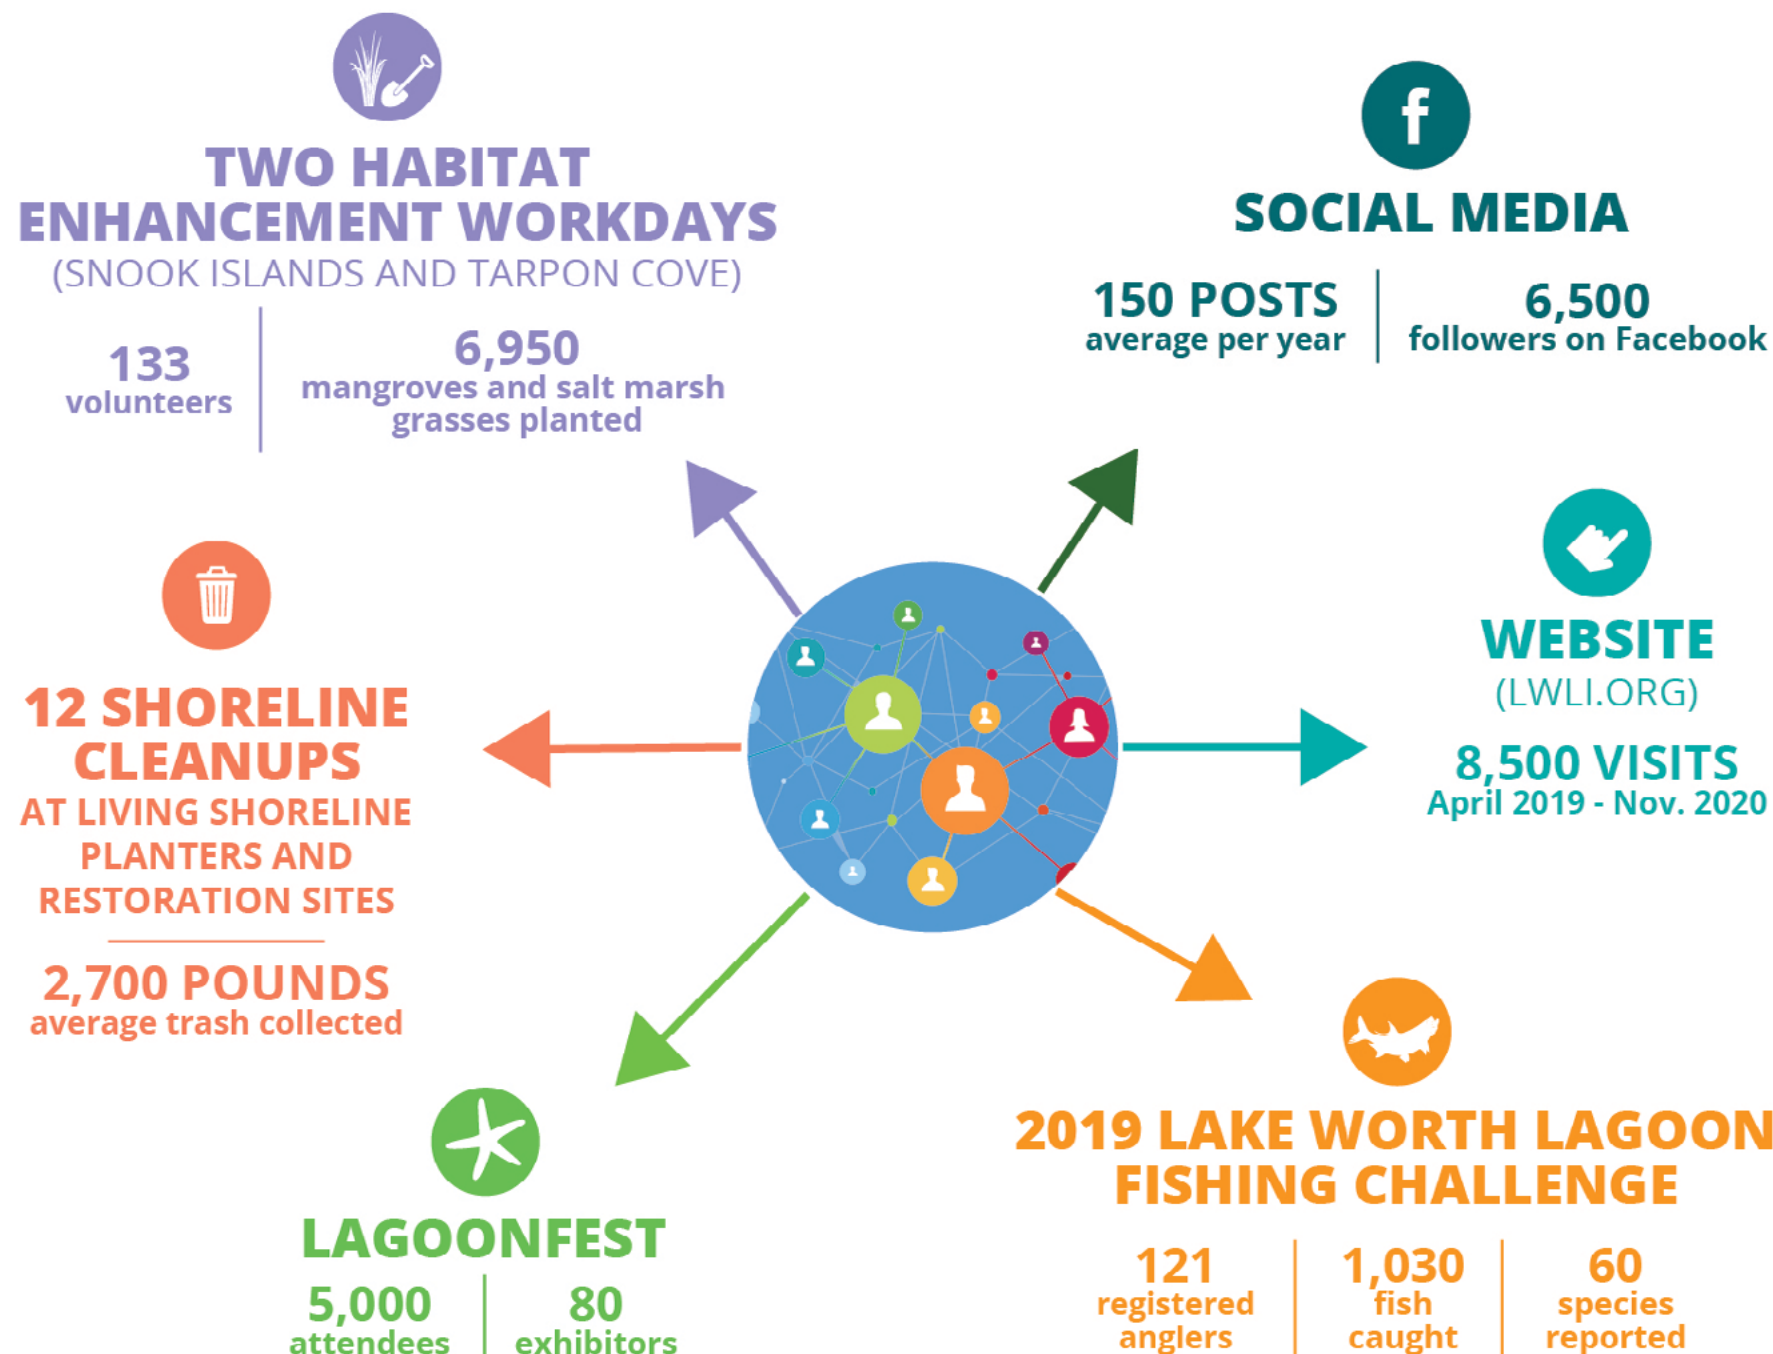 TWO HABITAT
ENHANCEMENT WORKDAYS
(SNOOK ISLANDS AND TARPON COVE)
133
volunteers
6,950
mangroves and salt marsh
grasses planted
f
SOCIAL MEDIA
150 POSTS
average per year
6,500
followers on Facebook
12 SHORELINE
CLEANUPS
AT LIVING SHORELINE
PLANTERS AND
RESTORATION SITES
2,700 POUNDS
average trash collected
WEBSITE
(LWLI.ORG)
8,500 VISITS
April 2019 - Nov. 2020
LAGOONFEST
5,000
attendees
80
exhibitors
2019 LAKE WORTH LAGOON
FISHING CHALLENGE
121
registered
anglers
1,030
fish
caught
60
species
reported